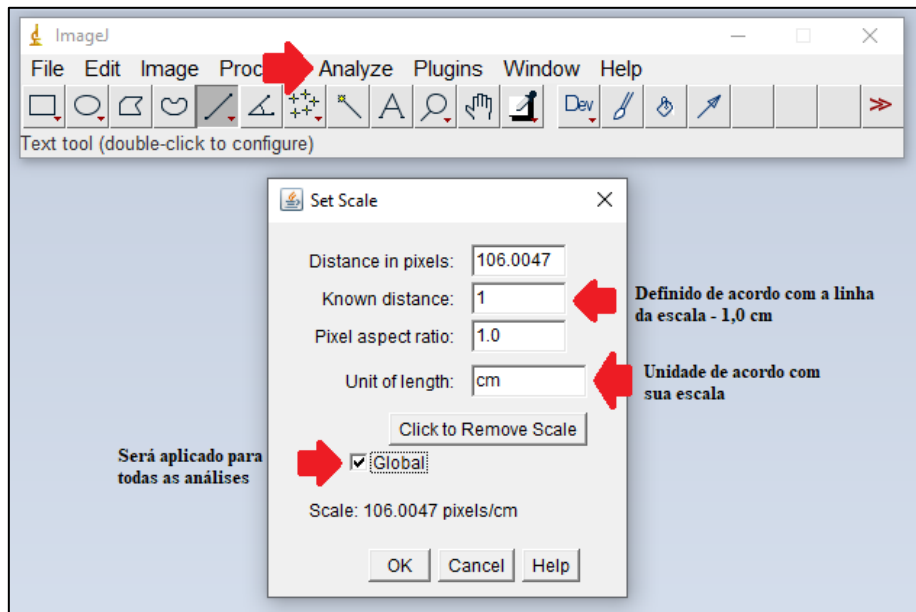 ImageJ
File Edit Image Proc Analyze Plugins Window Help
A Dev >>
Text tool (double-click to configure)
Set Scale
Distance in pixels: 106.0047
Known distance: 1
Definido de acordo com a linha
da escala - 1,0 cm
Pixel aspect ratio: 1.0
Unit of length: cm
Unidade de acordo com
sua escala
Click to Remove Scale
Será aplicado para
todas as análises
Global
Scale: 106.0047 pixels/cm
OK Cancel Help